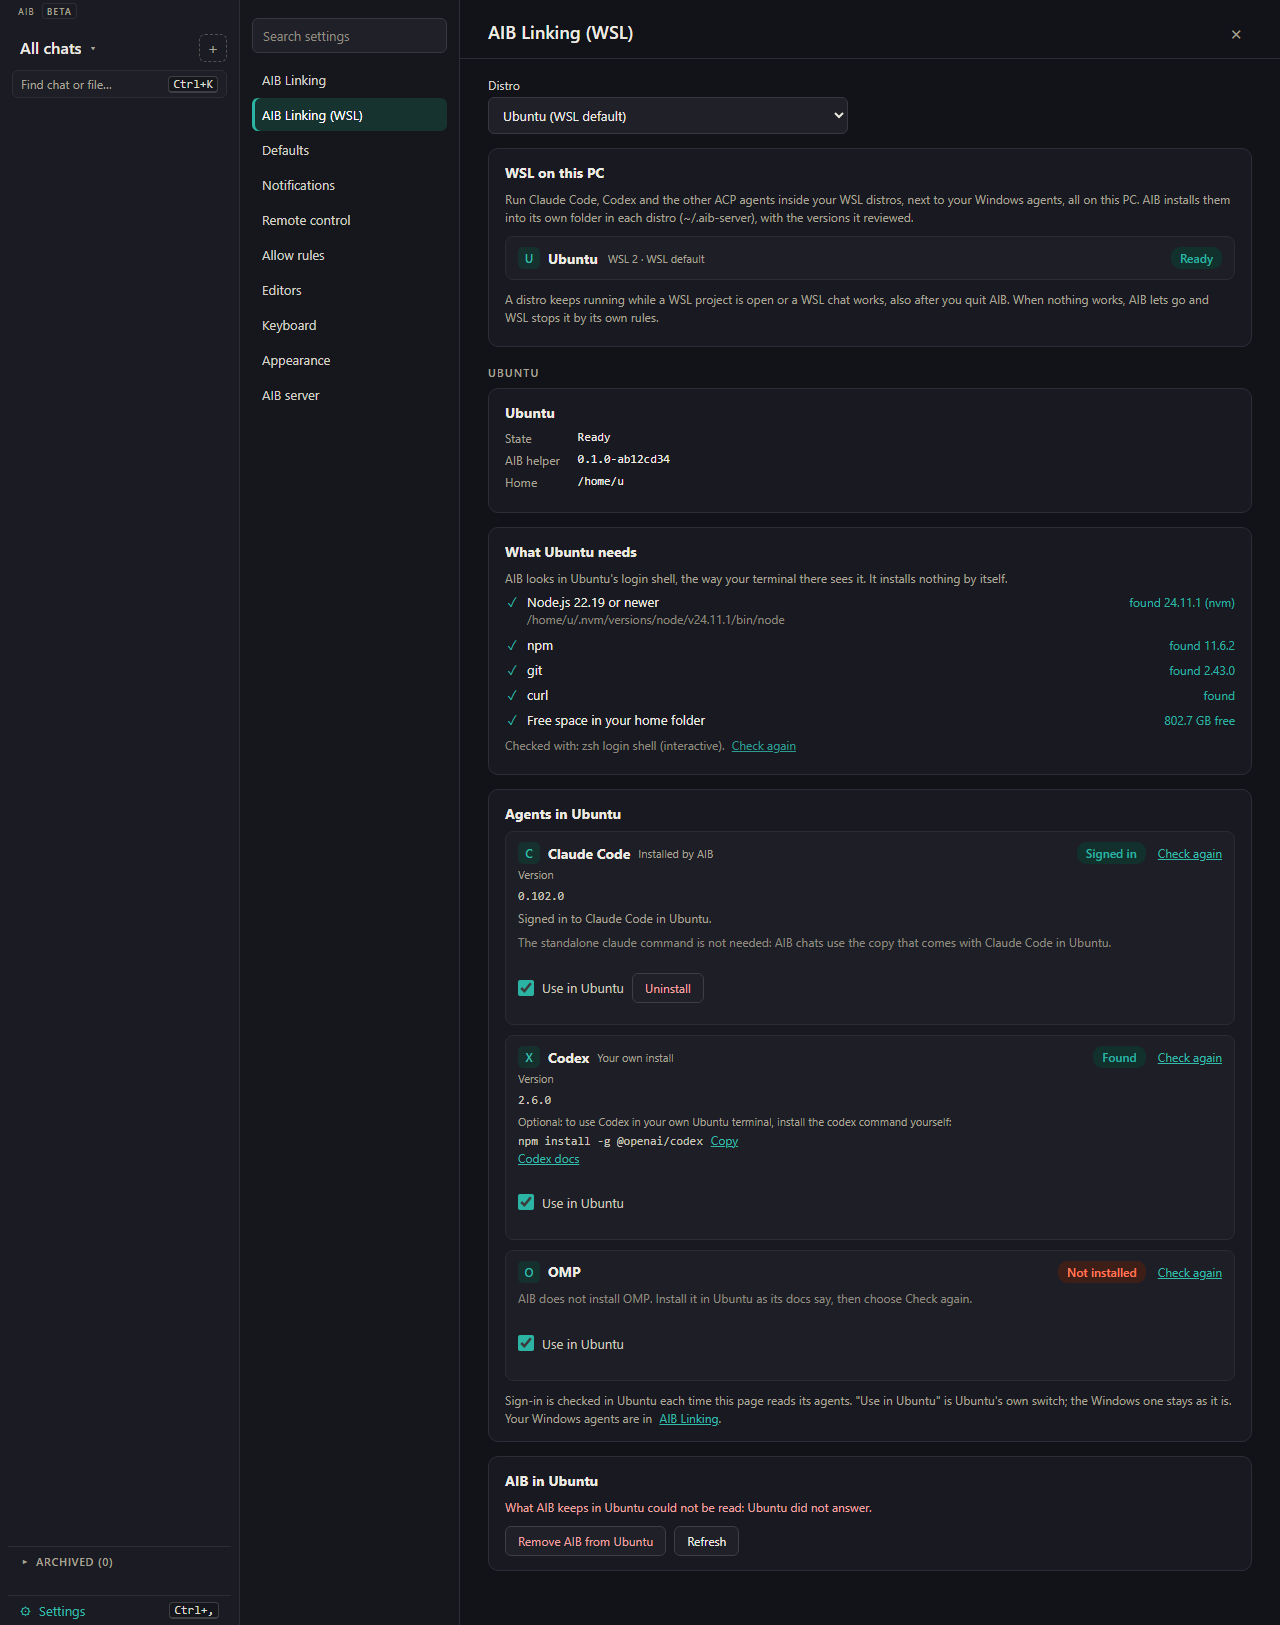 AIB BETA
All chats
+
Find chat or file... Ctrl+K
ARCHIVED (0)
Settings Ctrl+,
Search settings
AIB Linking
AIB Linking (WSL)
Defaults
Notifications
Remote control
Allow rules
Editors
Keyboard
Appearance
AIB server
AIB Linking (WSL)
×
Distro
Ubuntu (WSL default)
WSL on this PC
Run Claude Code, Codex and the other ACP agents inside your WSL distros, next to your Windows agents, all on this PC. AIB installs them
into its own folder in each distro (~/.aib-server), with the versions it reviewed.
U Ubuntu WSL 2 · WSL default Ready
A distro keeps running while a WSL project is open or a WSL chat works, also after you quit AIB. When nothing works, AIB lets go and
WSL stops it by its own rules.
UBUNTU
Ubuntu
State Ready
AIB helper 0.1.0-ab12cd34
Home /home/u
What Ubuntu needs
AIB looks in Ubuntu's login shell, the way your terminal there sees it. It installs nothing by itself.
✓ Node.js 22.19 or newer found 24.11.1 (nvm)
/home/u/.nvm/versions/node/v24.11.1/bin/node
✓ npm found 11.6.2
✓ git found 2.43.0
✓ curl found
✓ Free space in your home folder 802.7 GB free
Checked with: zsh login shell (interactive). Check again
Agents in Ubuntu
C Claude Code Installed by AIB Signed in Check again
Version
0.102.0
Signed in to Claude Code in Ubuntu.
The standalone claude command is not needed: AIB chats use the copy that comes with Claude Code in Ubuntu.
Use in Ubuntu Uninstall
X Codex Your own install Found Check again
Version
2.6.0
Optional: to use Codex in your own Ubuntu terminal, install the codex command yourself:
npm install -g @openai/codex Copy
Codex docs
Use in Ubuntu
O OMP Not installed Check again
AIB does not install OMP. Install it in Ubuntu as its docs say, then choose Check again.
Use in Ubuntu
Sign-in is checked in Ubuntu each time this page reads its agents. "Use in Ubuntu" is Ubuntu's own switch; the Windows one stays as it is.
Your Windows agents are in AIB Linking.
AIB in Ubuntu
What AIB keeps in Ubuntu could not be read: Ubuntu did not answer.
Remove AIB from Ubuntu Refresh